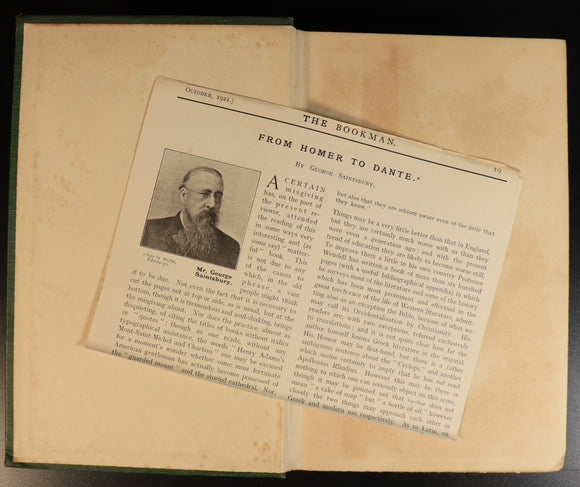 OCTOBER, 1921.]
THE BOOKMAN.
19
FROM HOMER TO DANTE.*
BY GEORGE SAINTSBURY.
Mr. George
Saintsbury.
A CERTAIN
misgiving
has, on the part of
the present re-
viewer, attended
the reading of this
in some ways very
interesting and (as
some say) " matter-
ful " book. This
is not due to any
of the causes to
which, in the old
phrase, a vain
people might think
it to be due. Not even the fact that it is necessary to
cut the pages not at top or side, as is usual, but at the
bottom, though it is tremendous and soul-shaking, brings
the misgiving about. Nor does the practice, almost as
disquieting, of citing the titles of books without italics
or " quotes "—though as one reads, without any
typographical assistance, the words " Henry Adams's
Mont-Saint-Michel and Chartres " one may be excused
for a moment's wonder whether some most fortunate
American gentleman has actually become possessed of
the " guarded mount " and the storied cathedral. Nor,
but also that they are seldom aware even of the little that
they know."
Things may be a very little better than that in England,
but they are certainly much worse with us than they
were even a generation ago; and with the present
trend of education they are likely to become worse still.
To improve them a little in his own country Professor
Wendell has written a book of more than six hundred
pages (with a useful bibliographical appendix) in which
he surveys most of the literature and some of the history
which has been most prominent and influential in the
great torch-race of the life of Western literature, admit-
ting also as an exception the Bible, because of what we
may call its Occidentalisation by Christianity. His
readers are, with rare exceptions, referred exclusively
to translations; and it is not quite clear how far the
author himself knows Greek literature in the original.
His Homer may be first-hand, but there is a rather
ambiguous sentence about the " Cyclops," and another
which seems certainly to imply that he has not read
Apollonius Rhodius. However this may be, there is
nothing to which one can seriously object on this score,
though it may be pointed out that does not
mean " a cake of soap " but " a bottle of oil," however
closely the two things may approach each other in
Greek and modern use respectively. As to Latin, on